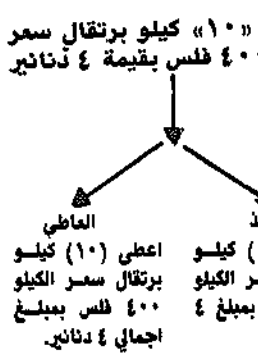 «١٠» كيلو برتقال سعر
٤٠٠ فلس بقيمة ٤ دنانير
العاطي
اعطى (١٠) كيلو
برتقال سعر الكيلو
٤٠٠ فلس بمبلغ
اجمالي ٤ دنانير.
) كيلو
الكيلو
بمبلغ ٤